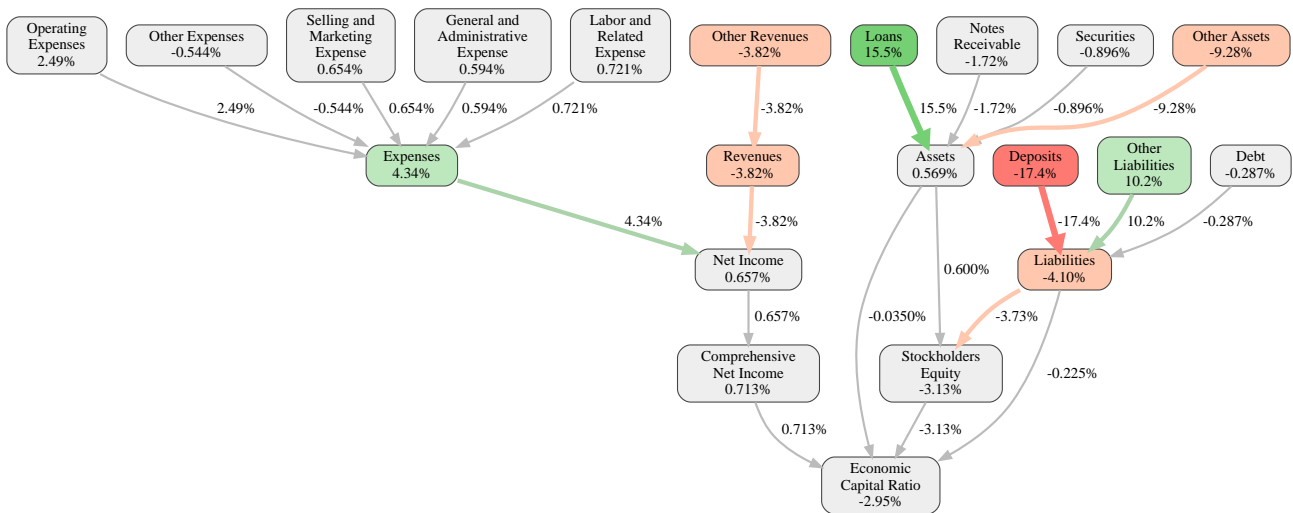 Operating
Expenses
2.49%
Other Expenses
-0.544%
Selling and
Marketing
Expense
0.654%
General and
Administrative
Expense
0.594%
Labor and
Related
Expense
0.721%
Other Revenues
-3.82%
Loans
15.5%
Notes
Receivable
-1.72%
Securities
-0.896%
Other Assets
-9.28%
2.49%
-0.544%
0.654%
0.594%
0.721%
-3.82%
15.5%
-1.72%
-0.896%
-9.28%
Expenses
4.34%
Revenues
-3.82%
Assets
0.569%
Deposits
-17.4%
Other
Liabilities
10.2%
Debt
-0.287%
4.34%
-3.82%
-17.4%
10.2%
-0.287%
Net Income
0.657%
0.600%
Liabilities
-4.10%
0.657%
-0.0350%
-3.73%
Comprehensive
Net Income
0.713%
Stockholders
Equity
-3.13%
-0.225%
0.713%
-3.13%
Economic
Capital Ratio
-2.95%